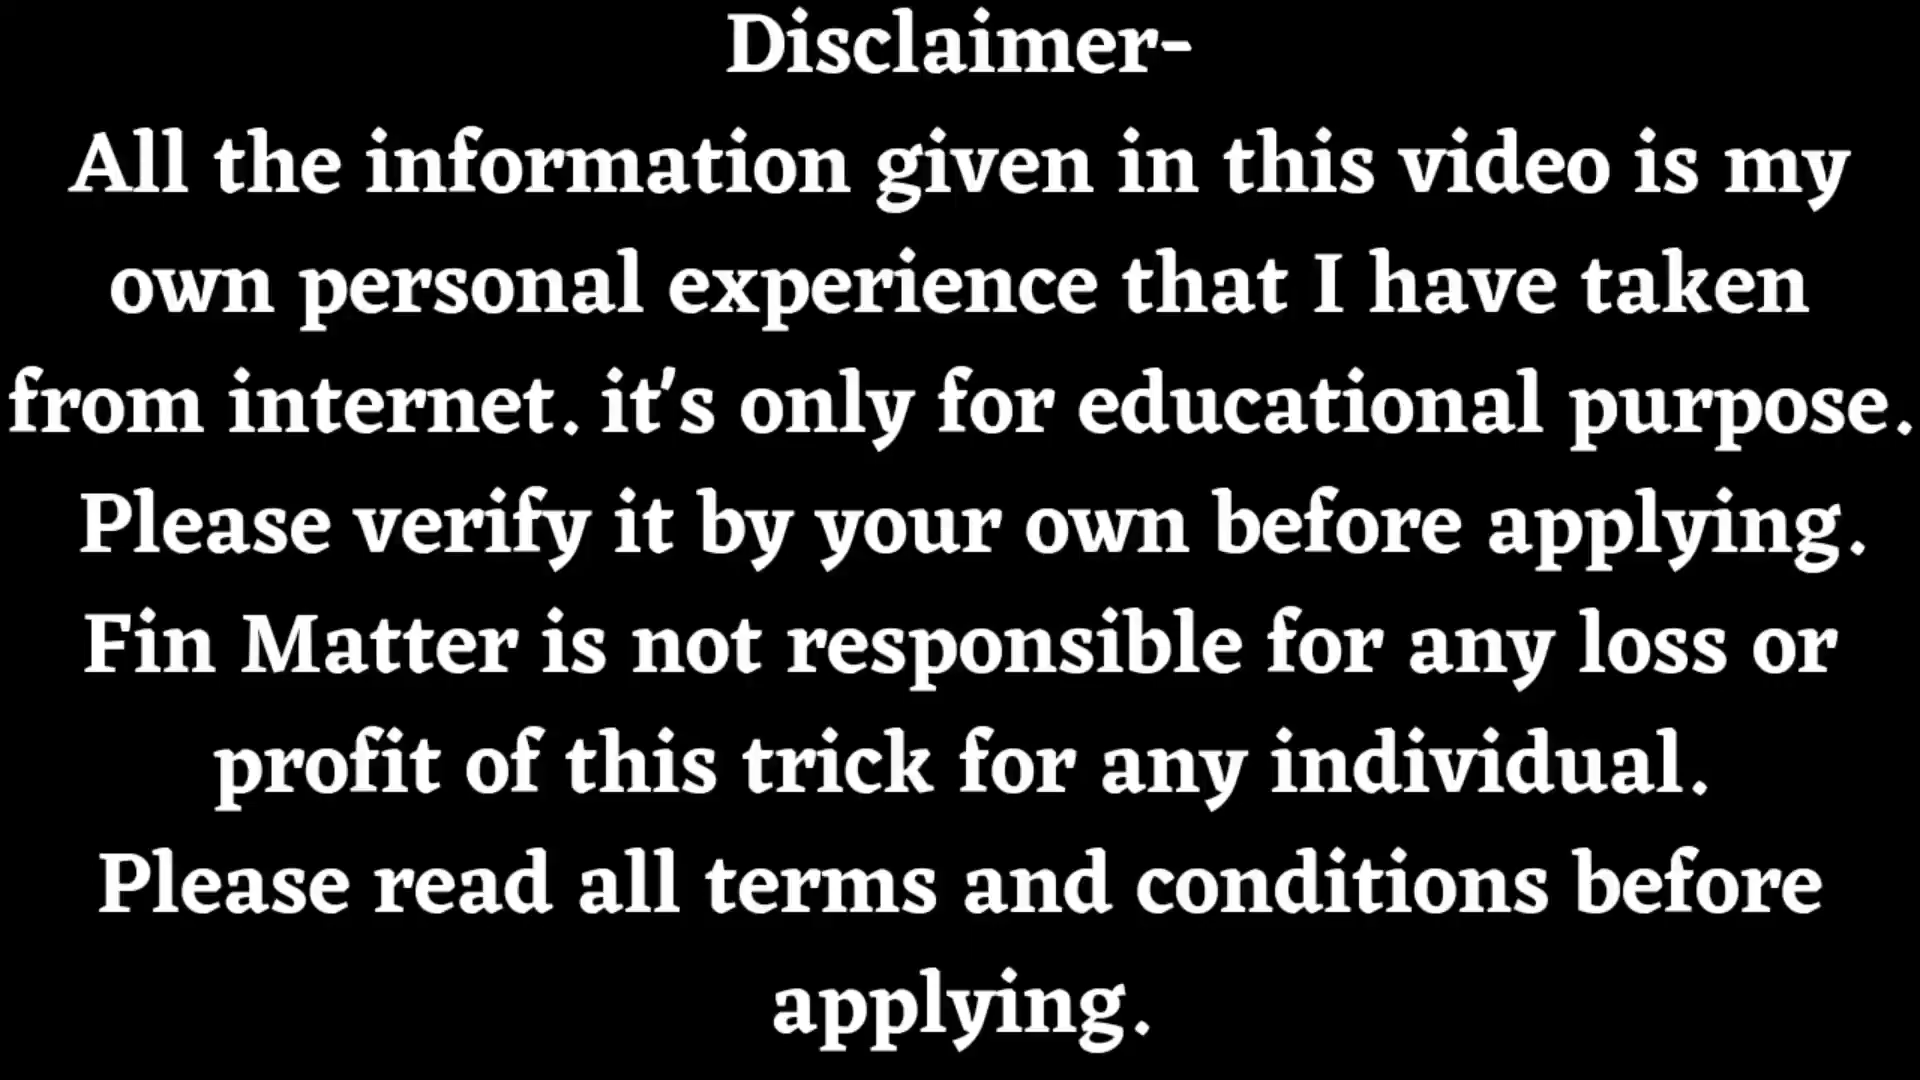 Disclaimer-
All the information given in this video is my
own personal experience that I have taken
from internet. it's only for educational purpose.
Please verify it by your own before applying.
Fin Matter is not responsible for any loss or
profit of this trick for any individual.
Please read all terms and conditions before
applying.